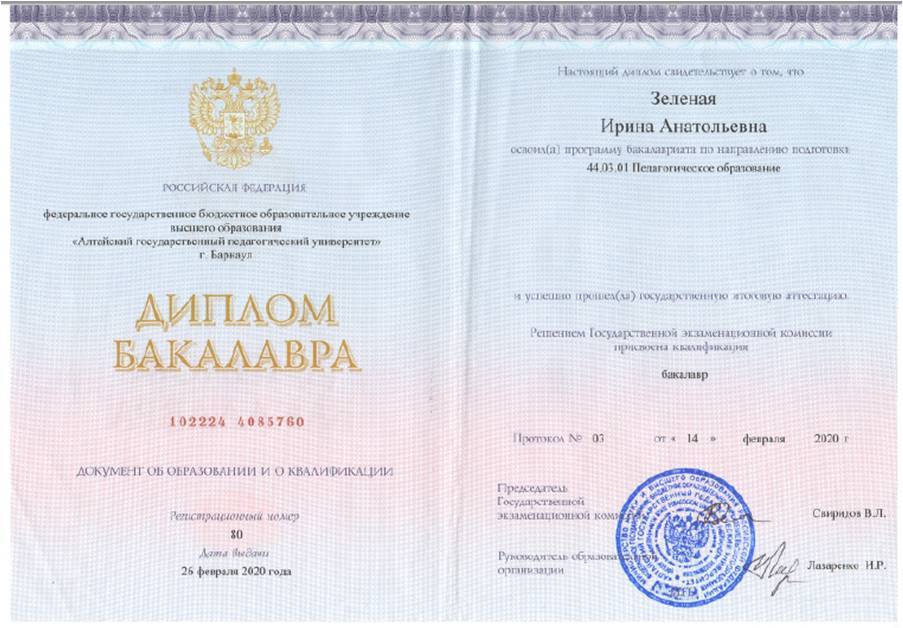 РОССИЙСКАЯ ФЕДЕРАЦИЯ
федеральное государственное бюджетное образовательное учреждение
высшего образования
«Алтайский государственный педагогический университет»
г. Барнаул
ДИПЛОМ
БАКАЛАВРА
102224 4085760
ДОКУМЕНТ ОБ ОБРАЗОВАНИИ И О КВАЛИФИКАЦИИ
Регистрационный номер
80
Дата выдачи
26 февраля 2020 года
Настоящий диплом свидетельствует о том, что
Зеленая
Ирина Анатольевна
освоил(а) программу бакалавриата по направлению подготовки
44.03.01 Педагогическое образование
и успешно прошел(ла) государственную итоговую аттестацию.
Решением Государственной экзаменационной комиссии
присвоена квалификация
бакалавр
Протокол № 03 от « 14 » февраля 2020 г
Председатель
Государственной
экзаменационной
Свиридов В.Л.
Руководитель
организации
Лазаренко И.Р.